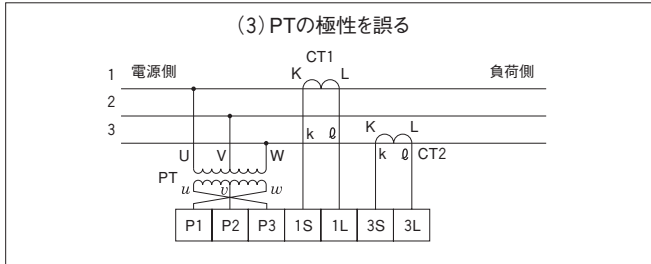 (3)PTの極性を誤る
CT1
1 電源側 K L 負荷側
2
3 k ℓ K L
U V W k ℓ CT2
PT
u v w
P1 P2 P3 1S 1L 3S 3L